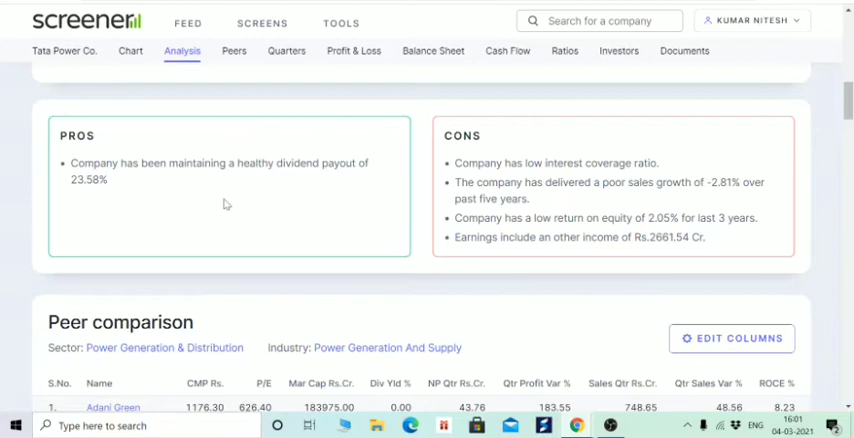 screener
FEED
SCREENS
TOOLS
Search for a company
KUMAR NITESH
Tata Power Co.
Chart
Analysis
Peers
Quarters
Profit & Loss
Balance Sheet
Cash Flow
Ratios
Investors
Documents
PROS
• Company has been maintaining a healthy dividend payout of
23.58%
CONS
• Company has low interest coverage ratio.
• The company has delivered a poor sales growth of -2.81% over
past five years.
• Company has a low return on equity of 2.05% for last 3 years.
• Earnings include an other income of Rs.2661.54 Cr.
Peer comparison
Sector: Power Generation & Distribution Industry: Power Generation And Supply
EDIT COLUMNS
S.No. Name CMP Rs. P/E Mar Cap Rs.Cr. Div Yld % NP Qtr Rs.Cr. Qtr Profit Var % Sales Qtr Rs.Cr. Qtr Sales Var % ROCE %
1. Adani Green 1176.30 626.40 183975.00 0.00 43.76 183.55 748.65 48.56 8.23
Type here to search
ENG
16:01
04-03-2021
2